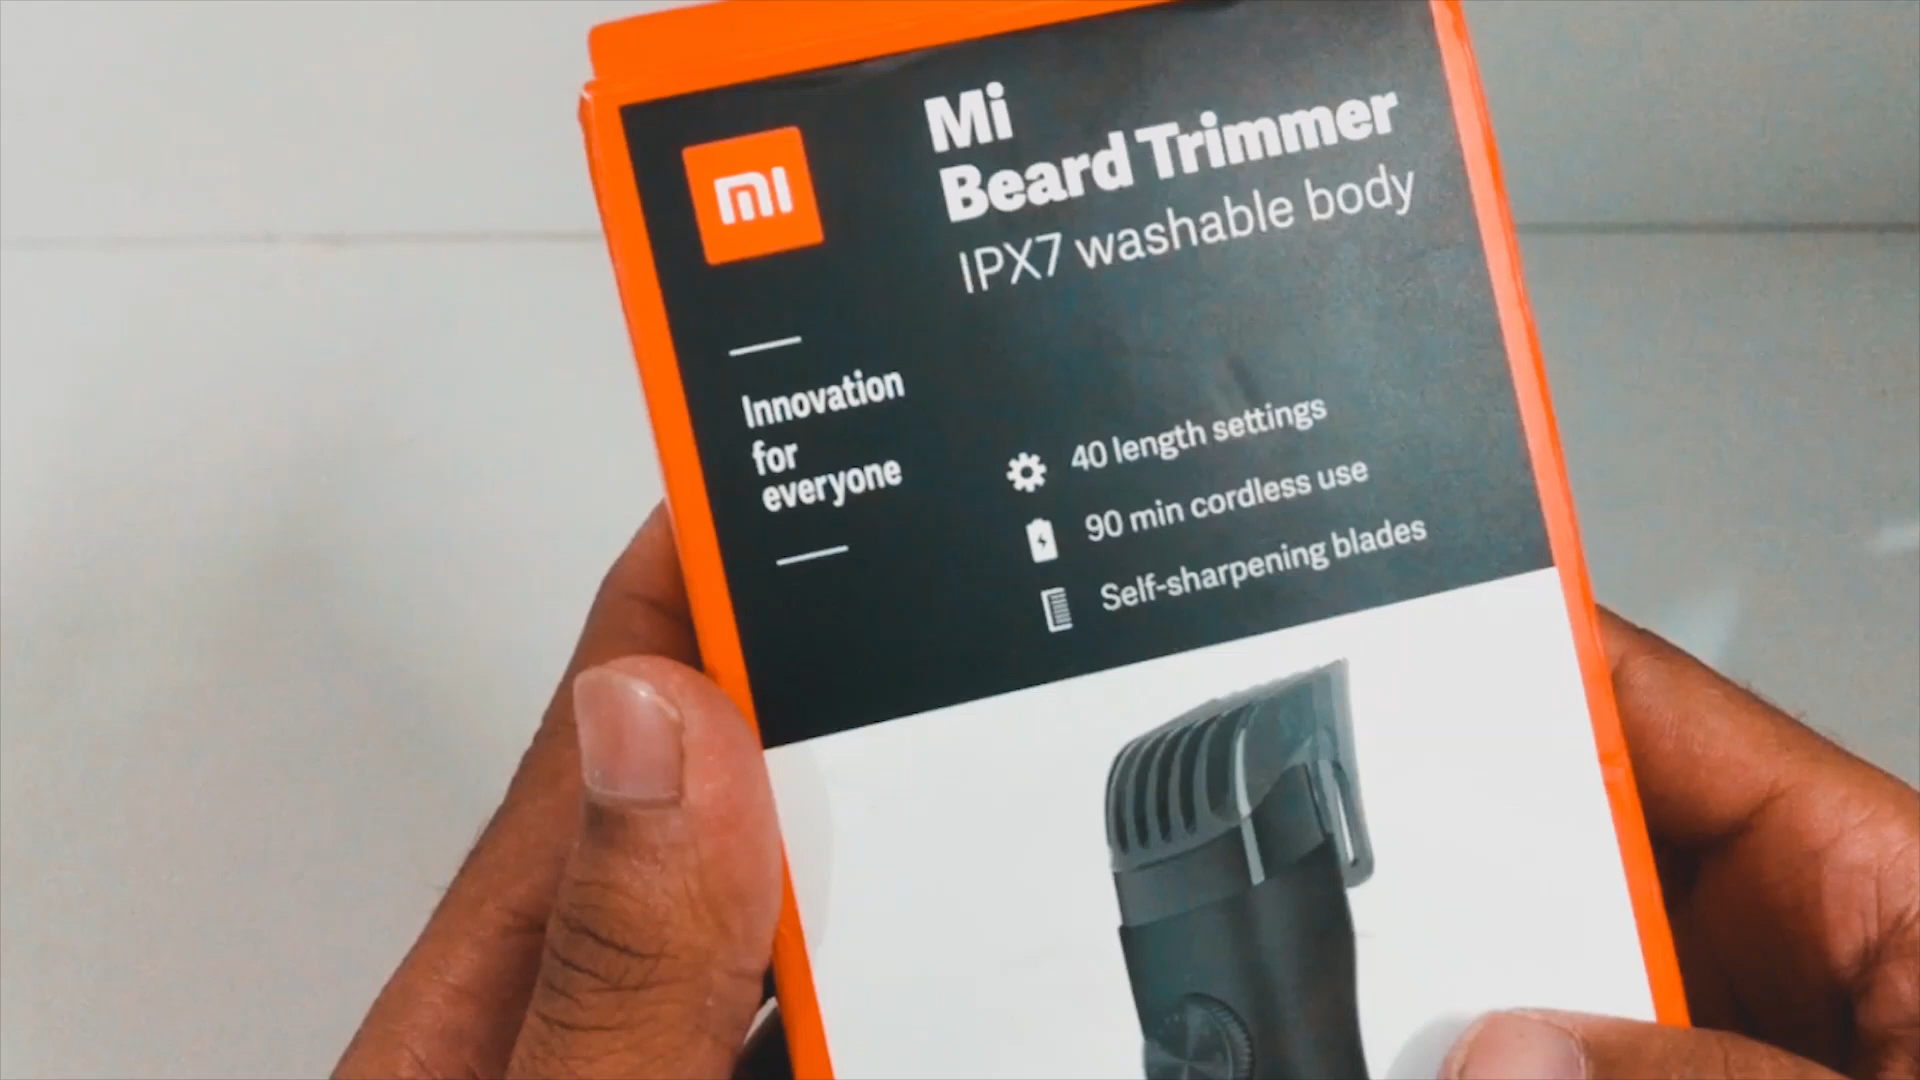 mi
Mi
Beard Trimmer
IPX7 washable body
Innovation
for
everyone
40 length settings
90 min cordless use
Self-sharpening blades